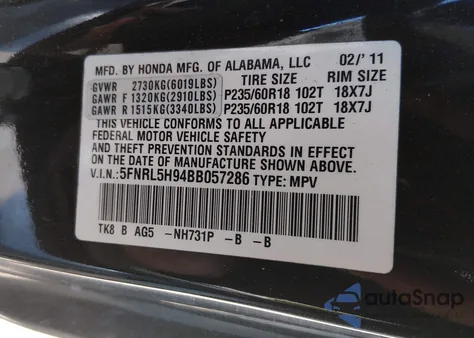 MFD. BY HONDA MFG. OF ALABAMA, LLC 02/'11
GVWR 2730KG(6019LBS) TIRE SIZE RIM SIZE
GAWR F 1320KG(2910LBS) P235/60R18 102T 18X7J
GAWR R 1515KG(3340LBS) P235/60R18 102T 18X7J
THIS VEHICLE CONFORMS TO ALL APPLICABLE
FEDERAL MOTOR VEHICLE SAFETY
AND THEFT PREVENTION STANDARDS IN EFFECT
ON THE DATE OF MANUFACTURE SHOWN ABOVE.
V.I.N.:5FNRL5H94BB057286 TYPE: MPV
TK8 B AG5 -NH731P -B -B
autoSnap